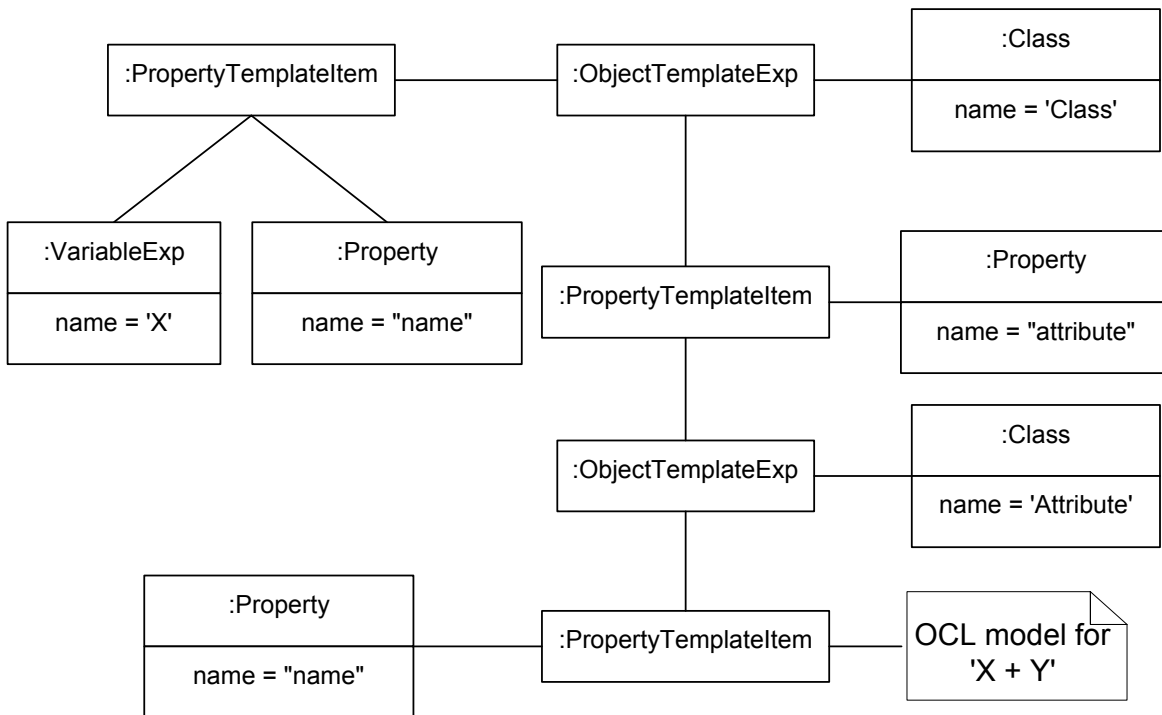 :PropertyTemplateItem
:ObjectTemplateExp
:Class
name = 'Class'
:VariableExp
name = 'X'
:Property
name = "name"
:PropertyTemplateItem
:Property
name = "attribute"
:ObjectTemplateExp
:Class
name = 'Attribute'
:Property
name = "name"
:PropertyTemplateItem
OCL model for
'X + Y'